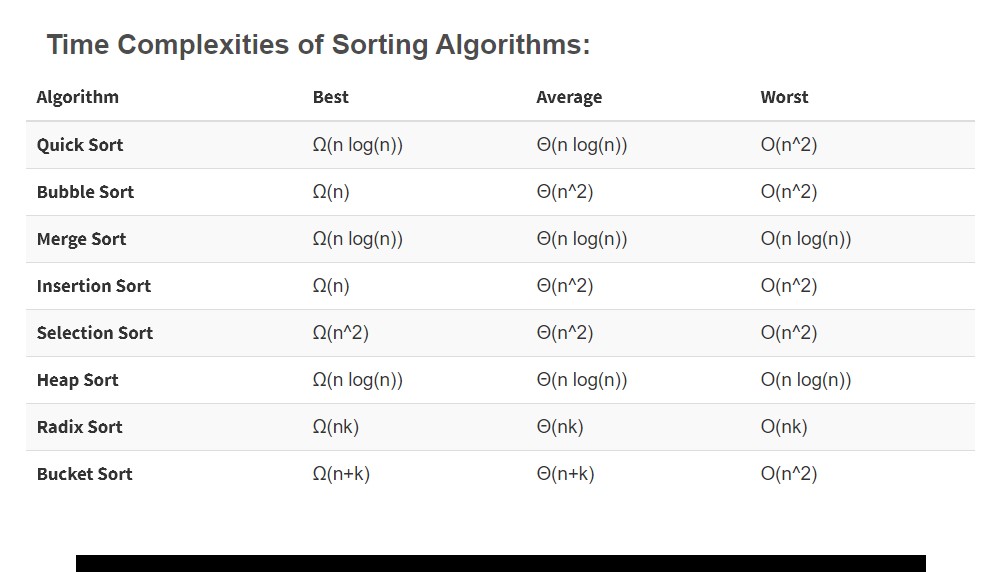 Time Complexities of Sorting Algorithms:
Algorithm Best Average Worst
Quick Sort Ω(n log(n)) Θ(n log(n)) O(n^2)
Bubble Sort Ω(n) Θ(n^2) O(n^2)
Merge Sort Ω(n log(n)) Θ(n log(n)) O(n log(n))
Insertion Sort Ω(n) Θ(n^2) O(n^2)
Selection Sort Ω(n^2) Θ(n^2) O(n^2)
Heap Sort Ω(n log(n)) Θ(n log(n)) O(n log(n))
Radix Sort Ω(nk) Θ(nk) O(nk)
Bucket Sort Ω(n+k) Θ(n+k) O(n^2)